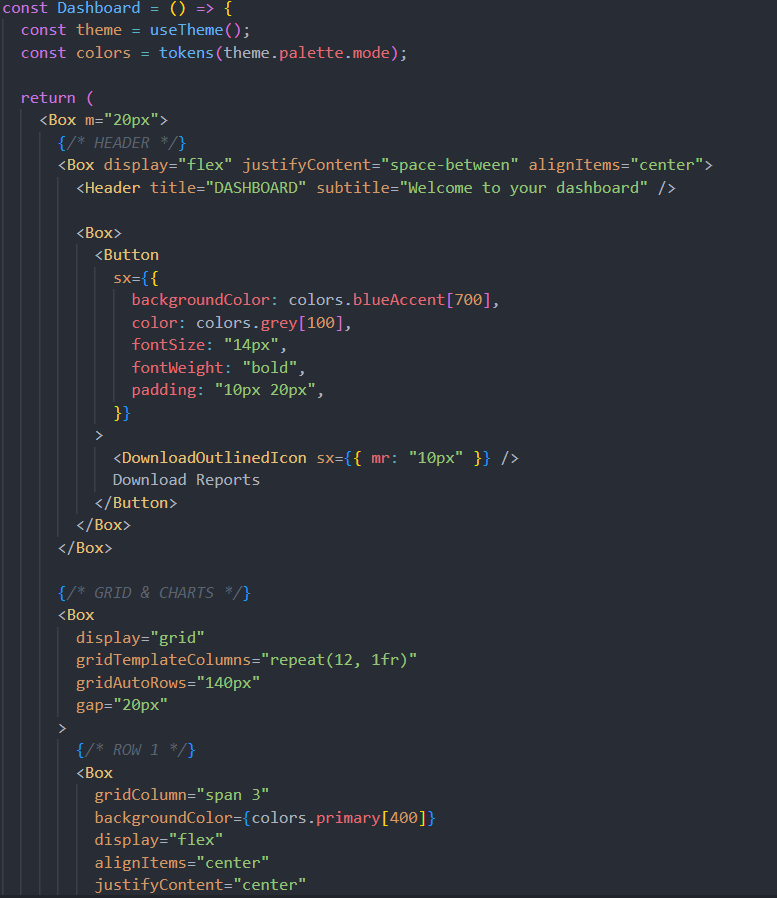 const Dashboard = () => {
  const theme = useTheme();
  const colors = tokens(theme.palette.mode);

  return (
    <Box m="20px">
      {/* HEADER */}
      <Box display="flex" justifyContent="space-between" alignItems="center">
        <Header title="DASHBOARD" subtitle="Welcome to your dashboard" />

        <Box>
          <Button
            sx={{
              backgroundColor: colors.blueAccent[700],
              color: colors.grey[100],
              fontSize: "14px",
              fontWeight: "bold",
              padding: "10px 20px",
            }}
          >
            <DownloadOutlinedIcon sx={{ mr: "10px" }} />
            Download Reports
          </Button>
        </Box>
      </Box>

      {/* GRID & CHARTS */}
      <Box
        display="grid"
        gridTemplateColumns="repeat(12, 1fr)"
        gridAutoRows="140px"
        gap="20px"
      >
        {/* ROW 1 */}
        <Box
          gridColumn="span 3"
          backgroundColor={colors.primary[400]}
          display="flex"
          alignItems="center"
          justifyContent="center"